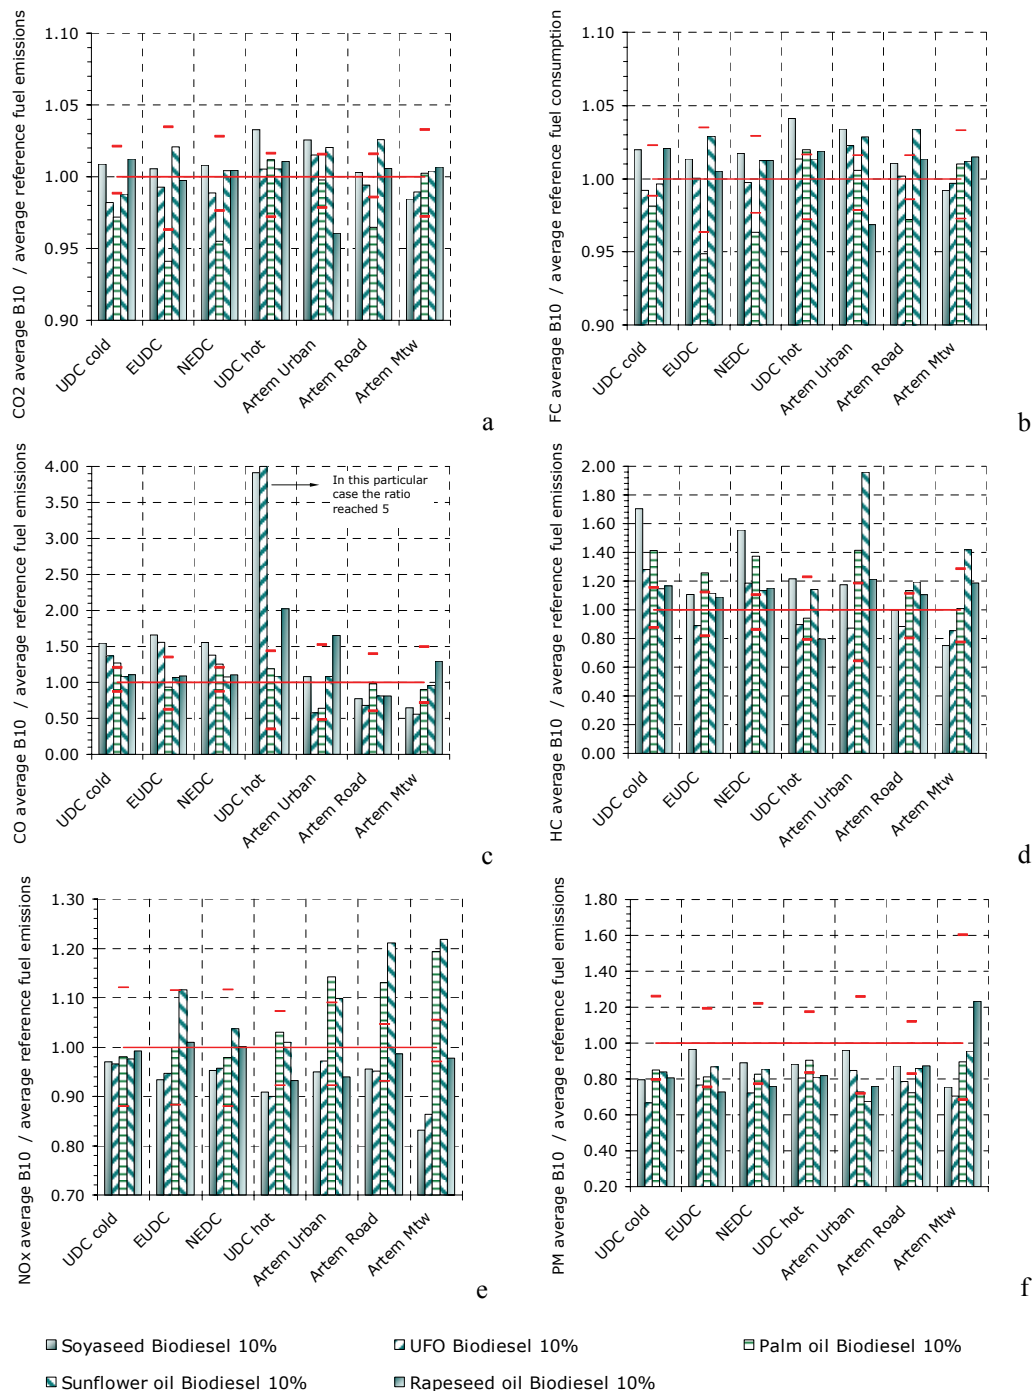 CO2 average B10 / average reference fuel emissions
1.10
1.05
1.00
0.95
0.90
UDC cold
EUDC
NEDC
UDC hot
Artem Urban
Artem Road
Artem Mtw
a
FC average B10 / average reference fuel consumption
1.10
1.05
1.00
0.95
0.90
UDC cold
EUDC
NEDC
UDC hot
Artem Urban
Artem Road
Artem Mtw
b
CO average B10 / average reference fuel emissions
4.00
3.50
3.00
2.50
2.00
1.50
1.00
0.50
0.00
In this particular
case the ratio
reached 5
UDC cold
EUDC
NEDC
UDC hot
Artem Urban
Artem Road
Artem Mtw
c
HC average B10 / average reference fuel emissions
2.00
1.80
1.60
1.40
1.20
1.00
0.80
0.60
0.40
0.20
0.00
UDC cold
EUDC
NEDC
UDC hot
Artem Urban
Artem Road
Artem Mtw
d
NOx average B10 / average reference fuel emissions
1.30
1.20
1.10
1.00
0.90
0.80
0.70
UDC cold
EUDC
NEDC
UDC hot
Artem Urban
Artem Road
Artem Mtw
e
PM average B10 / average reference fuel emissions
1.80
1.60
1.40
1.20
1.00
0.80
0.60
0.40
0.20
UDC cold
EUDC
NEDC
UDC hot
Artem Urban
Artem Road
Artem Mtw
f
Soyaseed Biodiesel 10%
UFO Biodiesel 10%
Palm oil Biodiesel 10%
Sunflower oil Biodiesel 10%
Rapeseed oil Biodiesel 10%